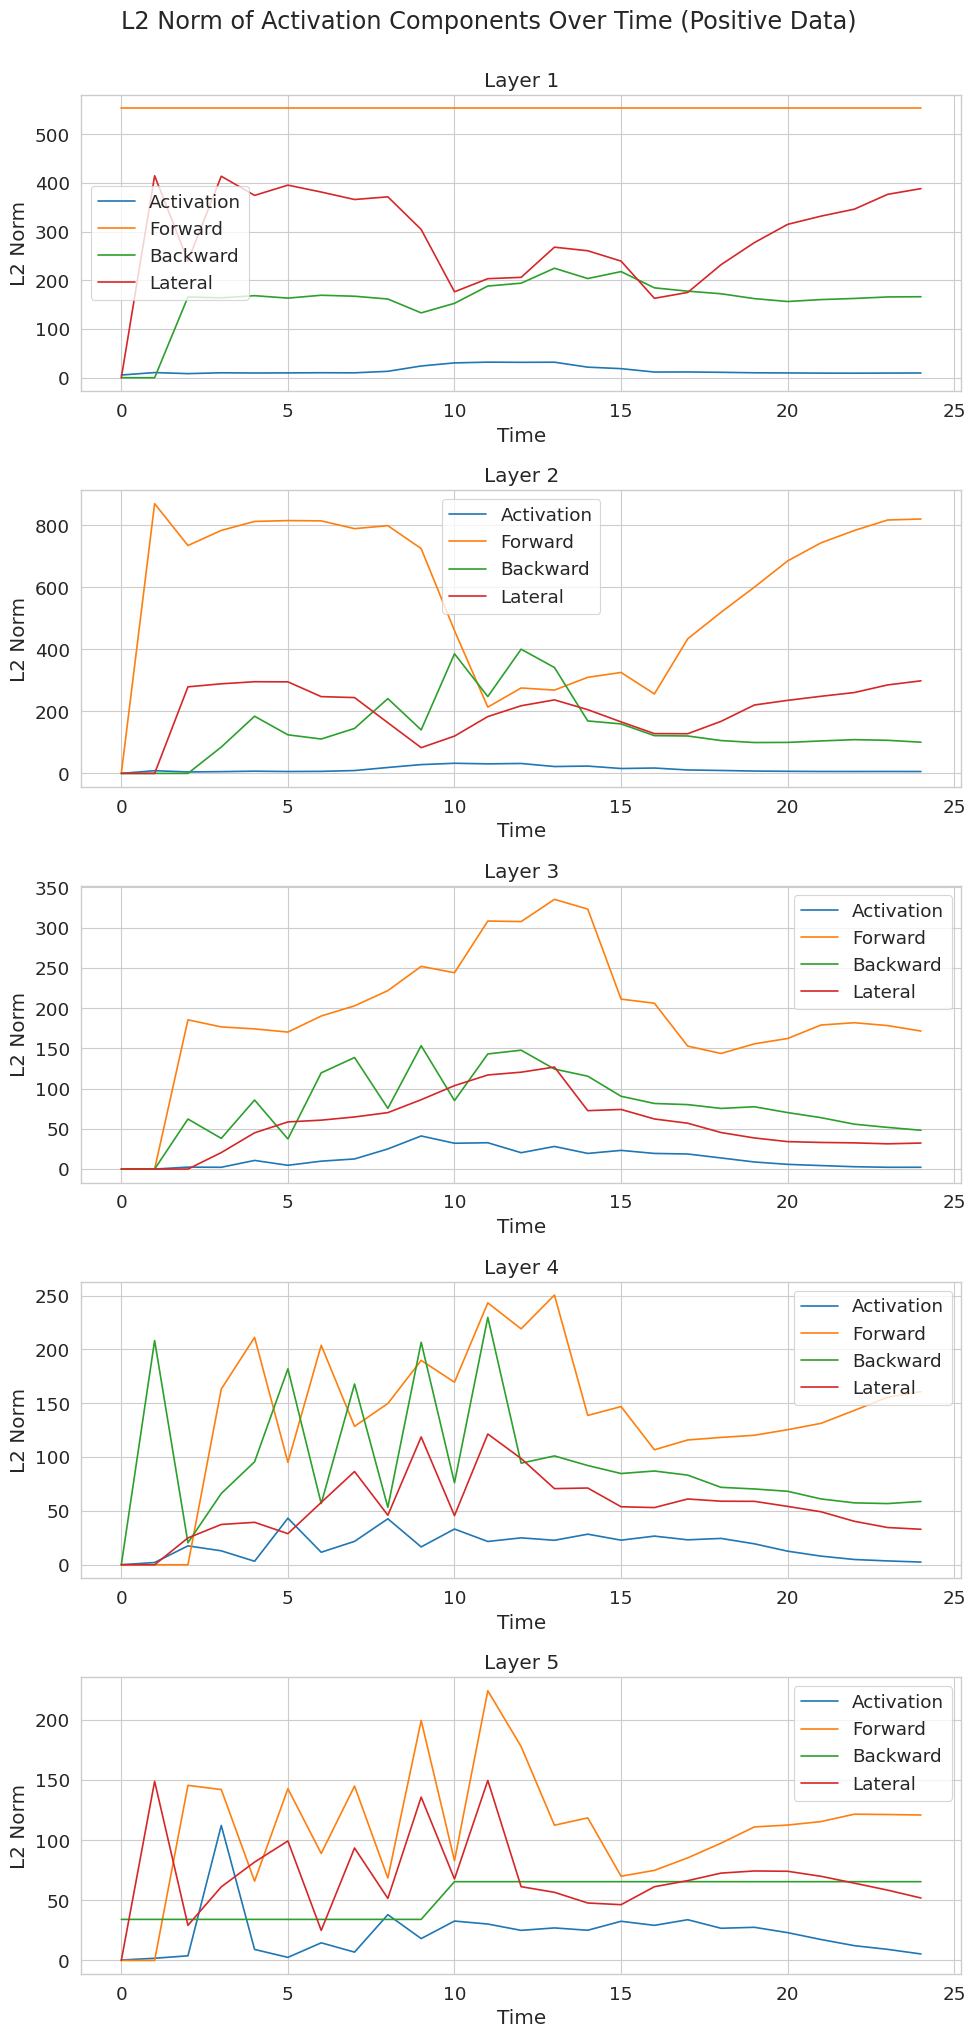 L2 Norm of Activation Components Over Time (Positive Data)
Layer 1
L2 Norm
500
400
300
200
100
0
Activation
Forward
Backward
Lateral
0 5 10 15 20 25
Time
Layer 2
L2 Norm
800
600
400
200
0
Activation
Forward
Backward
Lateral
0 5 10 15 20 25
Time
Layer 3
L2 Norm
350
300
250
200
150
100
50
0
Activation
Forward
Backward
Lateral
0 5 10 15 20 25
Time
Layer 4
L2 Norm
250
200
150
100
50
0
Activation
Forward
Backward
Lateral
0 5 10 15 20 25
Time
Layer 5
L2 Norm
200
150
100
50
0
Activation
Forward
Backward
Lateral
0 5 10 15 20 25
Time